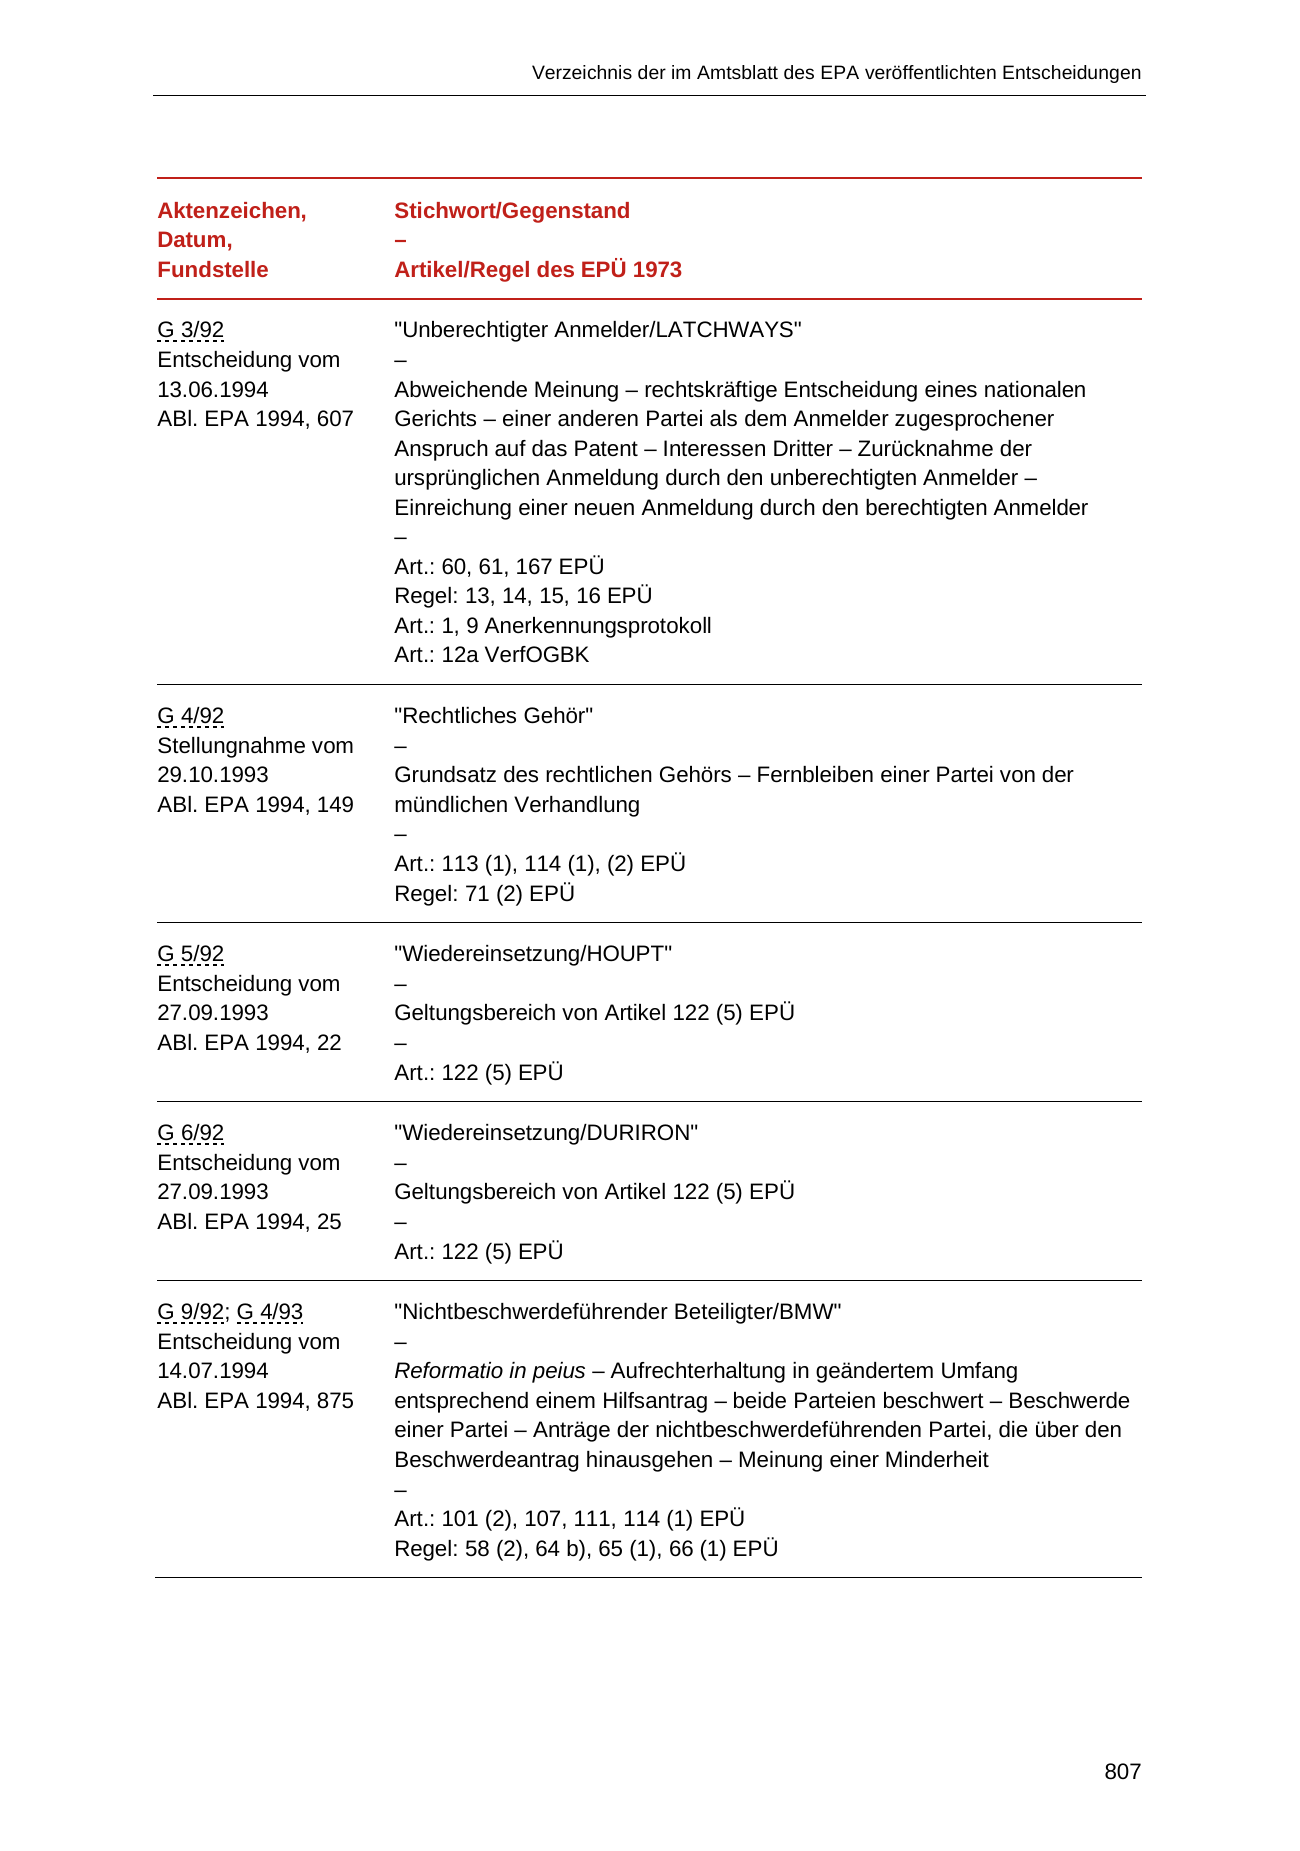 Verzeichnis der im Amtsblatt des EPA veröffentlichten Entscheidungen
Aktenzeichen,
Datum,
Fundstelle
Stichwort/Gegenstand
–
Artikel/Regel des EPÜ 1973
G 3/92
Entscheidung vom
13.06.1994
ABl. EPA 1994, 607
"Unberechtigter Anmelder/LATCHWAYS"
–
Abweichende Meinung – rechtskräftige Entscheidung eines nationalen
Gerichts – einer anderen Partei als dem Anmelder zugesprochener
Anspruch auf das Patent – Interessen Dritter – Zurücknahme der
ursprünglichen Anmeldung durch den unberechtigten Anmelder –
Einreichung einer neuen Anmeldung durch den berechtigten Anmelder
–
Art.: 60, 61, 167 EPÜ
Regel: 13, 14, 15, 16 EPÜ
Art.: 1, 9 Anerkennungsprotokoll
Art.: 12a VerfOGBK
G 4/92
Stellungnahme vom
29.10.1993
ABl. EPA 1994, 149
"Rechtliches Gehör"
–
Grundsatz des rechtlichen Gehörs – Fernbleiben einer Partei von der
mündlichen Verhandlung
–
Art.: 113 (1), 114 (1), (2) EPÜ
Regel: 71 (2) EPÜ
G 5/92
Entscheidung vom
27.09.1993
ABl. EPA 1994, 22
"Wiedereinsetzung/HOUPT"
–
Geltungsbereich von Artikel 122 (5) EPÜ
–
Art.: 122 (5) EPÜ
G 6/92
Entscheidung vom
27.09.1993
ABl. EPA 1994, 25
"Wiedereinsetzung/DURIRON"
–
Geltungsbereich von Artikel 122 (5) EPÜ
–
Art.: 122 (5) EPÜ
G 9/92; G 4/93
Entscheidung vom
14.07.1994
ABl. EPA 1994, 875
"Nichtbeschwerdeführender Beteiligter/BMW"
–
Reformatio in peius – Aufrechterhaltung in geändertem Umfang
entsprechend einem Hilfsantrag – beide Parteien beschwert – Beschwerde
einer Partei – Anträge der nichtbeschwerdeführenden Partei, die über den
Beschwerdeantrag hinausgehen – Meinung einer Minderheit
–
Art.: 101 (2), 107, 111, 114 (1) EPÜ
Regel: 58 (2), 64 b), 65 (1), 66 (1) EPÜ
807